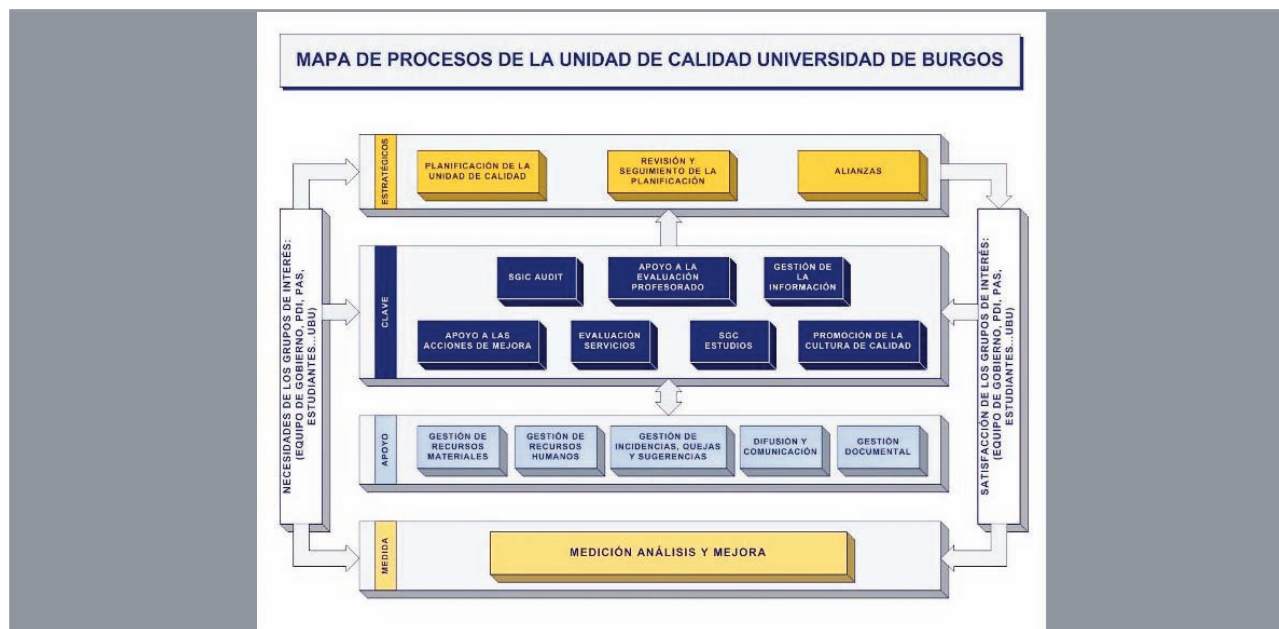 MAPA DE PROCESOS DE LA UNIDAD DE CALIDAD UNIVERSIDAD DE BURGOS
NECESIDADES DE LOS GRUPOS DE INTERÉS:
(EQUIPO DE GOBIERNO, PDI, PAS,
ESTUDIANTES...UBU)
ESTRATÉGICOS
PLANIFICACIÓN DE LA
UNIDAD DE CALIDAD
REVISIÓN Y
SEGUIMIENTO DE LA
PLANIFICACIÓN
ALIANZAS
CLAVE
SGIC AUDIT
APOYO A LA
EVALUACIÓN
PROFESORADO
GESTIÓN DE
LA
INFORMACIÓN
APOYO A LAS
ACCIONES DE MEJORA
EVALUACIÓN
SERVICIOS
SGC
ESTUDIOS
PROMOCIÓN DE LA
CULTURA DE CALIDAD
APOYO
GESTIÓN DE
RECURSOS
MATERIALES
GESTIÓN DE
RECURSOS
HUMANOS
GESTIÓN DE
INCIDENCIAS, QUEJAS
Y SUGERENCIAS
DIFUSIÓN Y
COMUNICACIÓN
GESTIÓN
DOCUMENTAL
MEDIDA
MEDICIÓN ANÁLISIS Y MEJORA
SATISFACCIÓN DE LOS GRUPOS DE INTERÉS:
(EQUIPO DE GOBIERNO, PDI, PAS,
ESTUDIANTES...UBU)